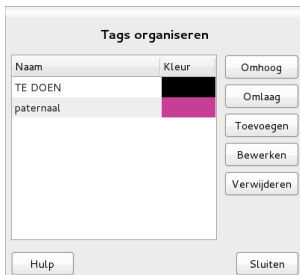 Tags organiseren
Naam Kleur
TE DOEN
paternaal
Omhoog
Omlaag
Toevoegen
Bewerken
Verwijderen
Hulp Sluiten